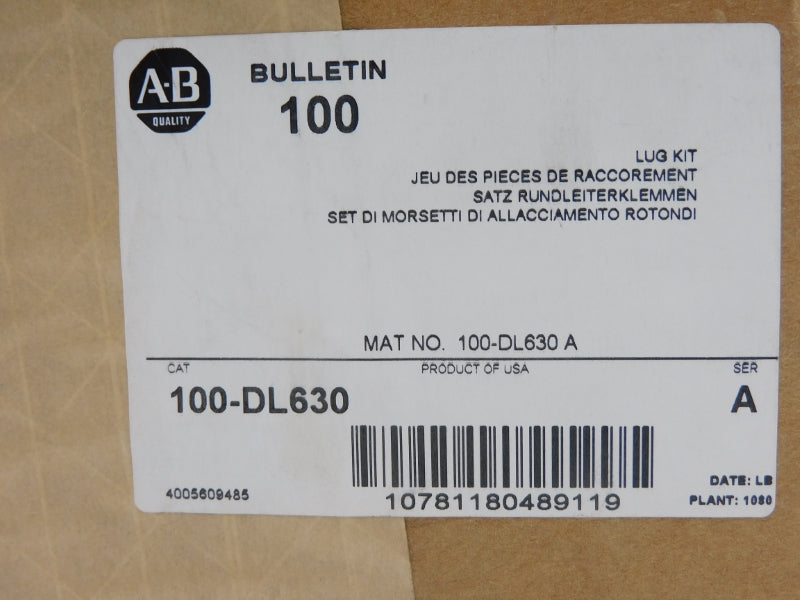 A-B
QUALITY
BULLETIN
100
LUG KIT
JEU DES PIECES DE RACCOREMENT
SATZ RUNDLEITERKLEMMEN
SET DI MORSETTI DI ALLACCIAMENTO ROTONDI
MAT NO. 100-DL630 A
CAT PRODUCT OF USA SER
100-DL630 A
4005609485
10781180489119
DATE: LB
PLANT: 1080